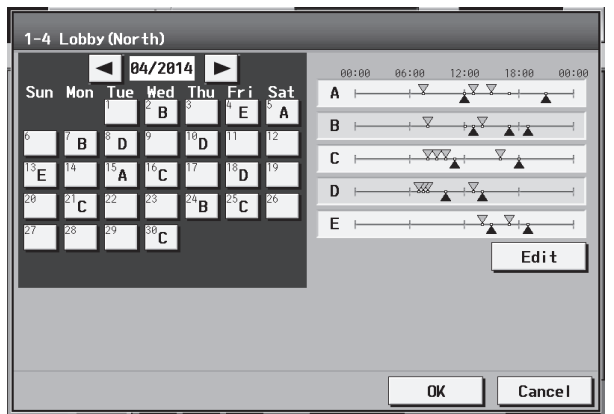 1-4 Lobby(North)
04/2014
Sun Mon Tue Wed Thu Fri Sat
1 2 B 3 4 E 5 A
6 7 B 8 D 9 10 D 11 12
13 E 14 15 A 16 C 17 18 D 19
20 21 C 22 23 24 B 25 C 26
27 28 29 30 C
00:00 06:00 12:00 18:00 00:00
A
B
C
D
E
Edit
OK Cancel